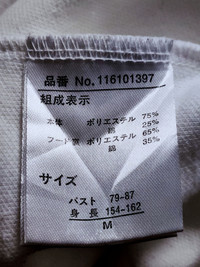 品番 No.116101397
組成表示
本体 ポリエステル 75%
綿 25%
フード裏 ポリエステル 65%
綿 35%
サイズ
バスト 79-87
身長 154-162
M